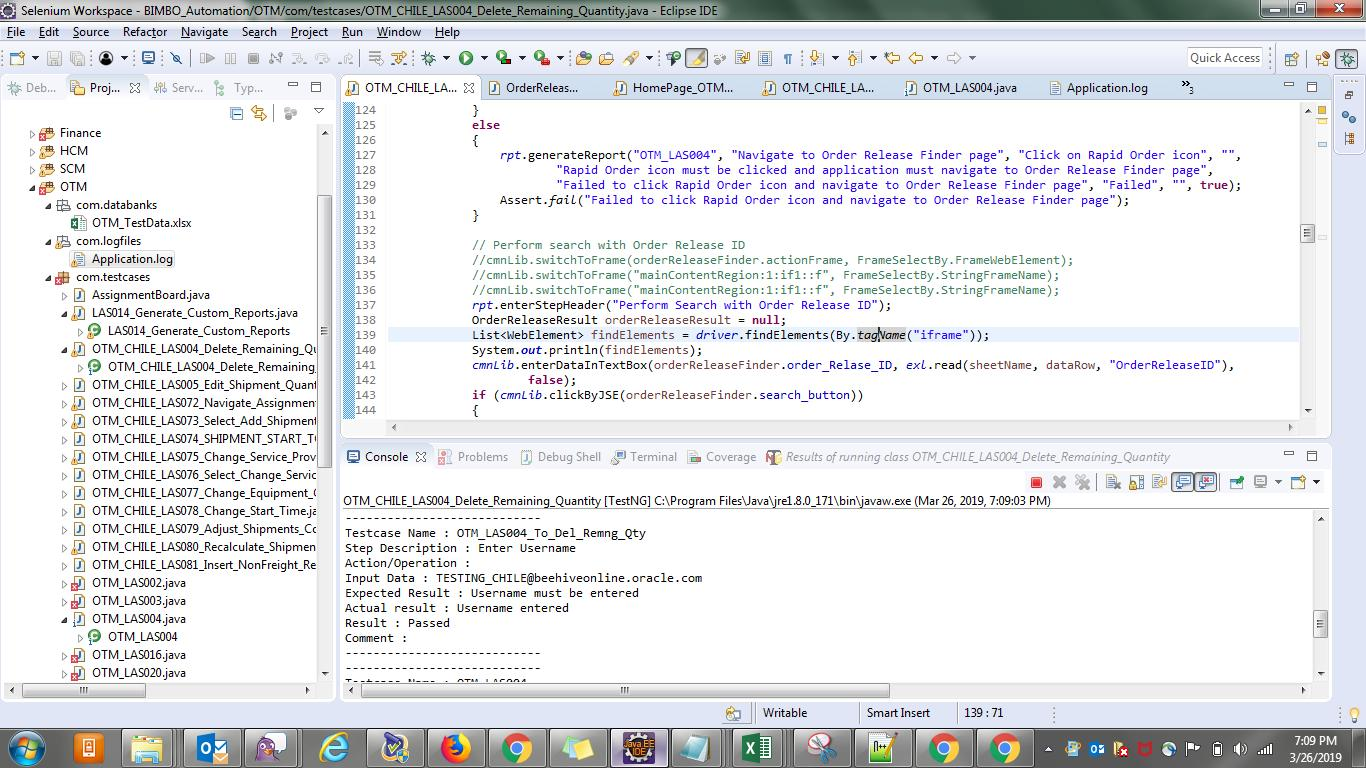 Selenium Workspace - BIMBO_Automation/OTM/com/testcases/OTM_CHILE_LAS004_Delete_Remaining_Quantity.java - Eclipse IDE
File Edit Source Refactor Navigate Search Project Run Window Help
Quick Access
Deb... Proj... Serv... Typ...
OTM_CHILE_LA... OrderReleas... HomePage_OTM... OTM_CHILE_LA... OTM_LAS004.java Application.log »3
Finance
HCM
SCM
OTM
com.databanks
OTM_TestData.xlsx
com.logfiles
Application.log
com.testcases
AssignmentBoard.java
LAS014_Generate_Custom_Reports.java
LAS014_Generate_Custom_Reports
OTM_CHILE_LAS004_Delete_Remaining_Qu
OTM_CHILE_LAS004_Delete_Remaining_
OTM_CHILE_LAS005_Edit_Shipment_Quant
OTM_CHILE_LAS072_Navigate_Assignment
OTM_CHILE_LAS073_Select_Add_Shipment
OTM_CHILE_LAS074_SHIPMENT_START_TO
OTM_CHILE_LAS075_Change_Service_Prov
OTM_CHILE_LAS076_Select_Change_Servic
OTM_CHILE_LAS077_Change_Equipment_
OTM_CHILE_LAS078_Change_Start_Time.ja
OTM_CHILE_LAS079_Adjust_Shipments_Co
OTM_CHILE_LAS080_Recalculate_Shipmen
OTM_CHILE_LAS081_Insert_NonFreight_Re
OTM_LAS002.java
OTM_LAS003.java
OTM_LAS004.java
OTM_LAS004
OTM_LAS016.java
OTM_LAS020.java
124 }
125 else
126 {
127 rpt.generateReport("OTM_LAS004", "Navigate to Order Release Finder page", "Click on Rapid Order icon", "",
128 "Rapid Order icon must be clicked and application must navigate to Order Release Finder page",
129 "Failed to click Rapid Order icon and navigate to Order Release Finder page", "Failed", "", true);
130 Assert.fail("Failed to click Rapid Order icon and navigate to Order Release Finder page");
131 }
132
133 // Perform search with Order Release ID
134 //cmnLib.switchToFrame(orderReleaseFinder.actionFrame, FrameSelectBy.FrameWebElement);
135 //cmnLib.switchToFrame("mainContentRegion:1:if1::f", FrameSelectBy.StringFrameName);
136 //cmnLib.switchToFrame("mainContentRegion:1:if1::f", FrameSelectBy.StringFrameName);
137 rpt.enterStepHeader("Perform Search with Order Release ID");
138 OrderReleaseResult orderReleaseResult = null;
139 List<WebElement> findElements = driver.findElements(By.tagName("iframe"));
140 System.out.println(findElements);
141 cmnLib.enterDataInTextBox(orderReleaseFinder.order_Relase_ID, exl.read(sheetName, dataRow, "OrderReleaseID"),
142 false);
143 if (cmnLib.clickByJSE(orderReleaseFinder.search_button))
144 {
Console Problems Debug Shell Terminal Coverage Results of running class OTM_CHILE_LAS004_Delete_Remaining_Quantity
OTM_CHILE_LAS004_Delete_Remaining_Quantity [TestNG] C:\Program Files\Java\jre1.8.0_171\bin\javaw.exe (Mar 26, 2019, 7:09:03 PM)
----------------------------
Testcase Name : OTM_LAS004_To_Del_Remng_Qty
Step Description : Enter Username
Action/Operation :
Input Data : TESTING_CHILE@beehiveonline.oracle.com
Expected Result : Username must be entered
Actual result : Username entered
Result : Passed
Comment :
----------------------------
----------------------------
Testcase Name : OTM_LAS004
Writable Smart Insert 139 : 71
Java EE
IDE
7:09 PM
3/26/2019